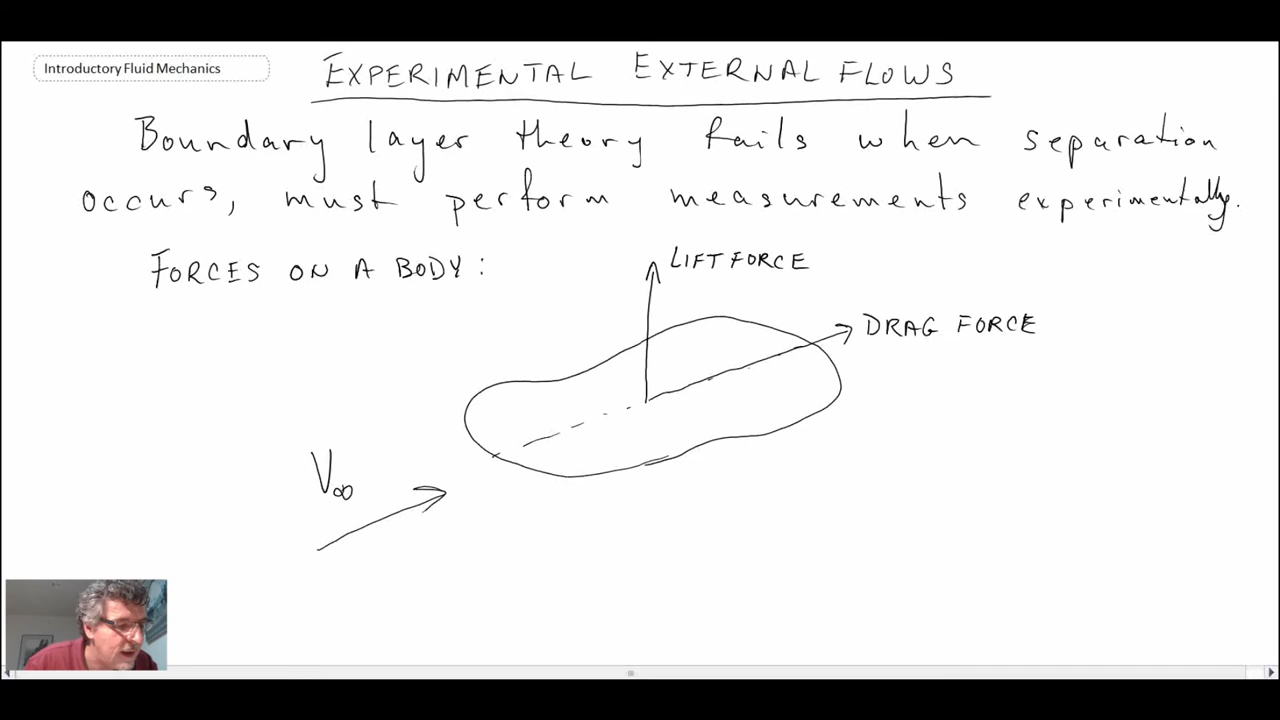 Introductory Fluid Mechanics
EXPERIMENTAL EXTERNAL FLOWS
Boundary layer theory fails when separation
occurs, must perform measurements experimentally.
FORCES ON A BODY:
LIFT FORCE
DRAG FORCE
V∞